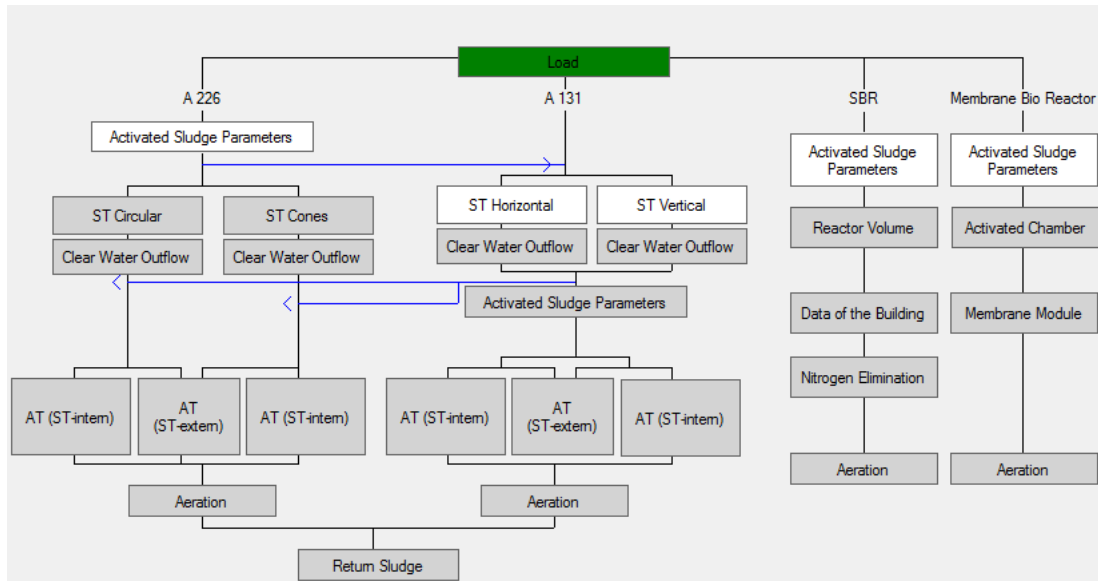 Load
A 226
A 131
SBR
Membrane Bio Reactor
Activated Sludge Parameters
Activated Sludge
Parameters
Activated Sludge
Parameters
ST Circular
ST Cones
ST Horizontal
ST Vertical
Reactor Volume
Activated Chamber
Clear Water Outflow
Clear Water Outflow
Clear Water Outflow
Clear Water Outflow
Activated Sludge Parameters
Data of the Building
Membrane Module
Nitrogen Elimination
AT (ST-intern)
AT
(ST-extern)
AT (ST-intern)
AT (ST-intern)
AT
(ST-extern)
AT (ST-intern)
Aeration
Aeration
Aeration
Aeration
Return Sludge